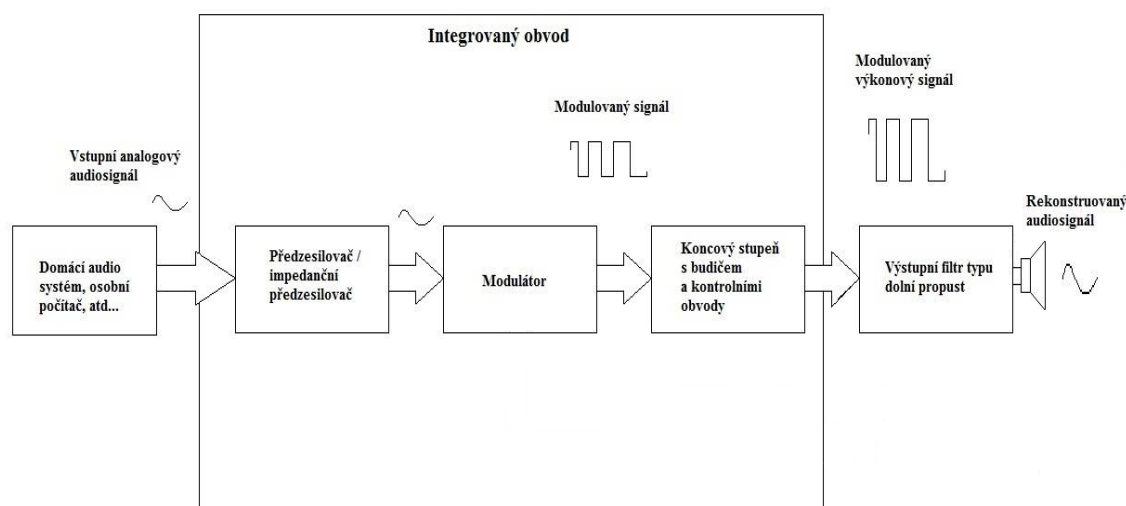 Integrovaný obvod
Modulovaný
výkonový signál
Modulovaný signál
Vstupní analogový
audiosignál
Rekonstruovaný
audiosignál
Domácí audio
systém, osobní
počítač, atd...
Předzesilovač /
impedanční
předzesilovač
Modulátor
Koncový stupeň
s budičem
a kontrolními
obvody
Výstupní filtr typu
dolní propust